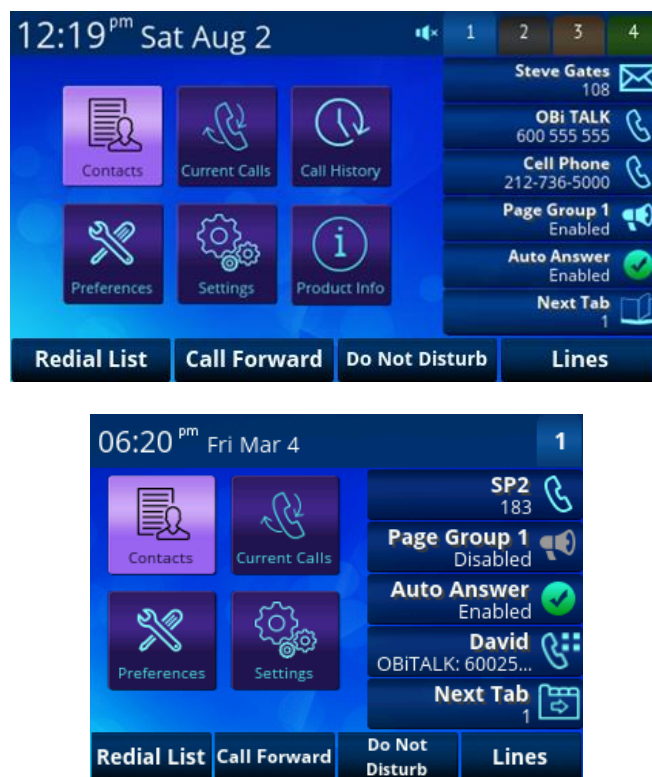 12:19 pm Sat Aug 2
1 2 3 4
Steve Gates
108
OBi TALK
600 555 555
Cell Phone
212-736-5000
Page Group 1
Enabled
Auto Answer
Enabled
Next Tab
1
Contacts Current Calls Call History
Preferences Settings Product Info
Redial List Call Forward Do Not Disturb Lines
06:20 pm Fri Mar 4
1
SP2
183
Page Group 1
Disabled
Auto Answer
Enabled
David
OBiTALK: 60025...
Next Tab
1
Contacts Current Calls
Preferences Settings
Redial List Call Forward Do Not
Disturb Lines